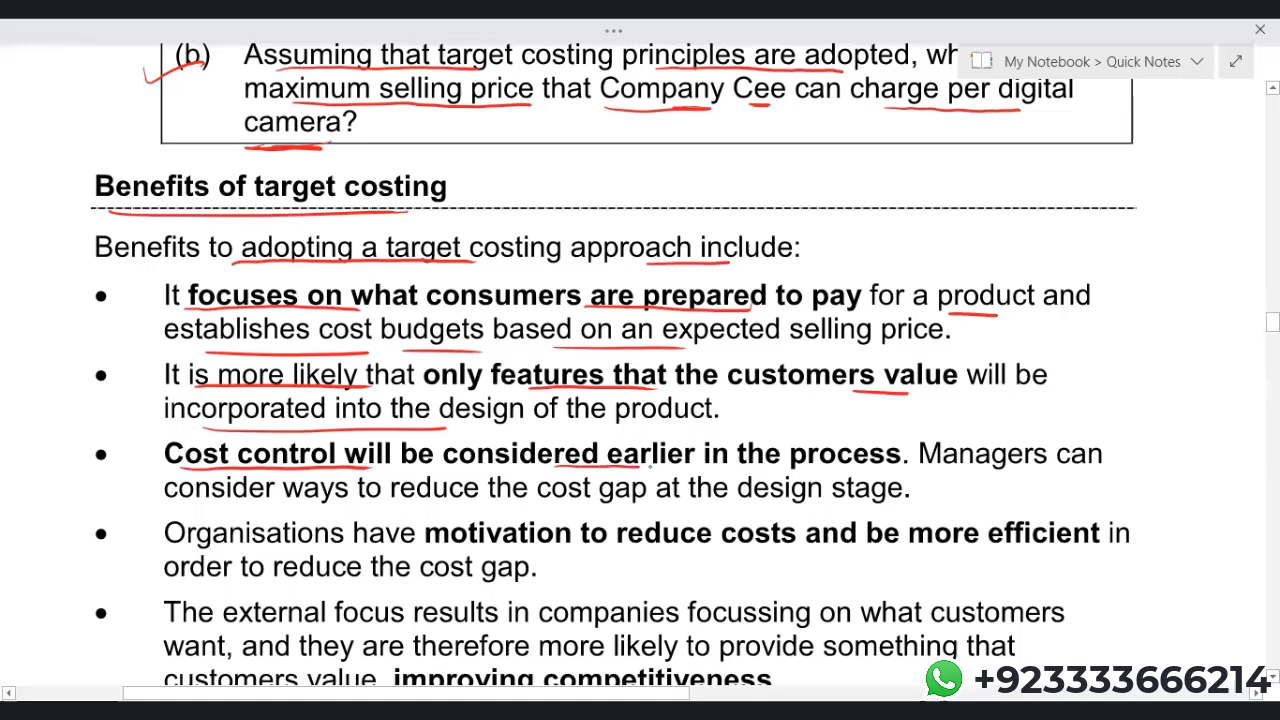 (b) Assuming that target costing principles are adopted,
My Notebook > Quick Notes
maximum selling price that Company Cee can charge per digital
camera?
Benefits of target costing
Benefits to adopting a target costing approach include:
• It focuses on what consumers are prepared to pay for a product and
establishes cost budgets based on an expected selling price.
• It is more likely that only features that the customers value will be
incorporated into the design of the product.
• Cost control will be considered earlier in the process. Managers can
consider ways to reduce the cost gap at the design stage.
• Organisations have motivation to reduce costs and be more efficient in
order to reduce the cost gap.
• The external focus results in companies focussing on what customers
want, and they are therefore more likely to provide something that
customers value, improving competitiveness
+923333666214